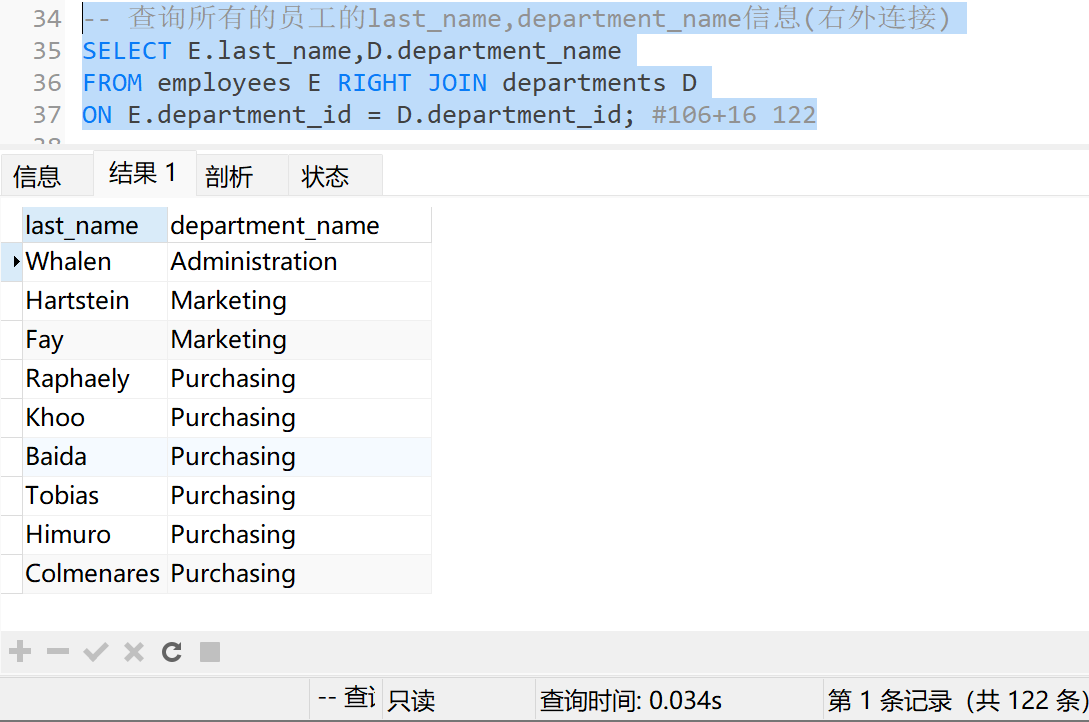 34 -- 查询所有的员工的last_name,department_name信息(右外连接)
35 SELECT E.last_name,D.department_name
36 FROM employees E RIGHT JOIN departments D
37 ON E.department_id = D.department_id; #106+16 122
信息 结果 1 剖析 状态
last_name department_name
Whalen Administration
Hartstein Marketing
Fay Marketing
Raphaely Purchasing
Khoo Purchasing
Baida Purchasing
Tobias Purchasing
Himuro Purchasing
Colmenares Purchasing
-- 查 只读 查询时间: 0.034s 第 1 条记录 (共 122 条)